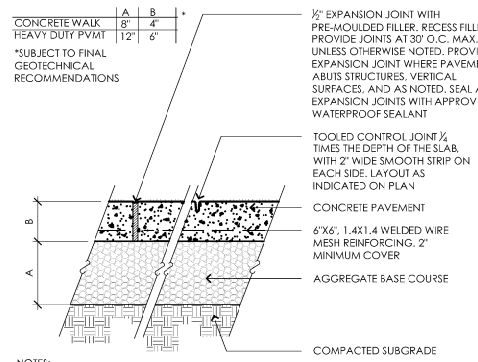 A B *
CONCRETE WALK 8" 4"
HEAVY DUTY PVMT 12" 6"
*SUBJECT TO FINAL
GEOTECHNICAL
RECOMMENDATIONS
½" EXPANSION JOINT WITH
PRE-MOULDED FILLER. RECESS
PROVIDE JOINTS AT 30' O.C. MAX.
UNLESS OTHERWISE NOTED.
EXPANSION JOINT WHERE
ABUTS STRUCTURES, VERTICAL
SURFACES, AND AS NOTED. SEAL
EXPANSION JOINTS WITH
WATERPROOF SEALANT
TOOLED CONTROL JOINT ¼
TIMES THE DEPTH OF THE SLAB,
WITH 2" WIDE SMOOTH STRIP ON
EACH SIDE. LAYOUT AS
INDICATED ON PLAN
CONCRETE PAVEMENT
6"X6", 1.4X1.4 WELDED WIRE
MESH REINFORCING. 2"
MINIMUM COVER
AGGREGATE BASE COURSE
COMPACTED SUBGRADE
B
A
NOTES: